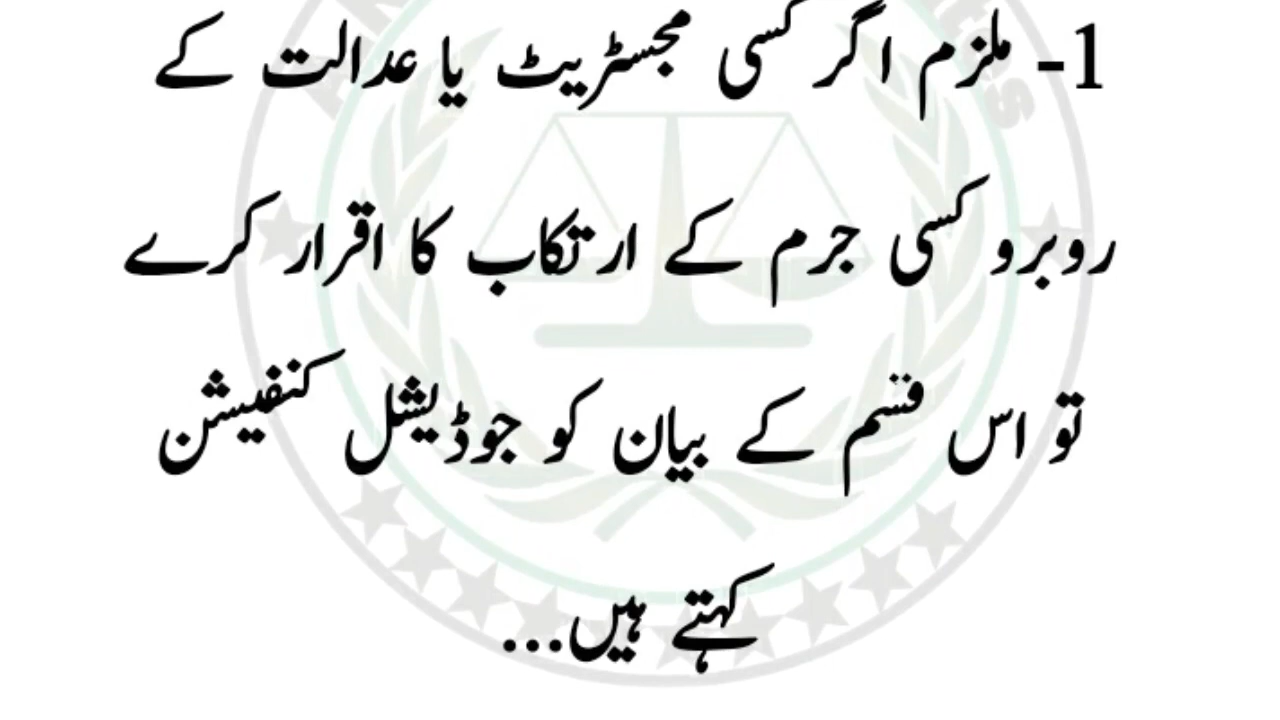 1- ملزم اگر کسی مجسٹریٹ یا عدالت کے
روبرو کسی جرم کے ارتکاب کا اقرار کرے
تو اس قسم کے بیان کو جوڈیشل کنفیشن
کہتے ہیں...